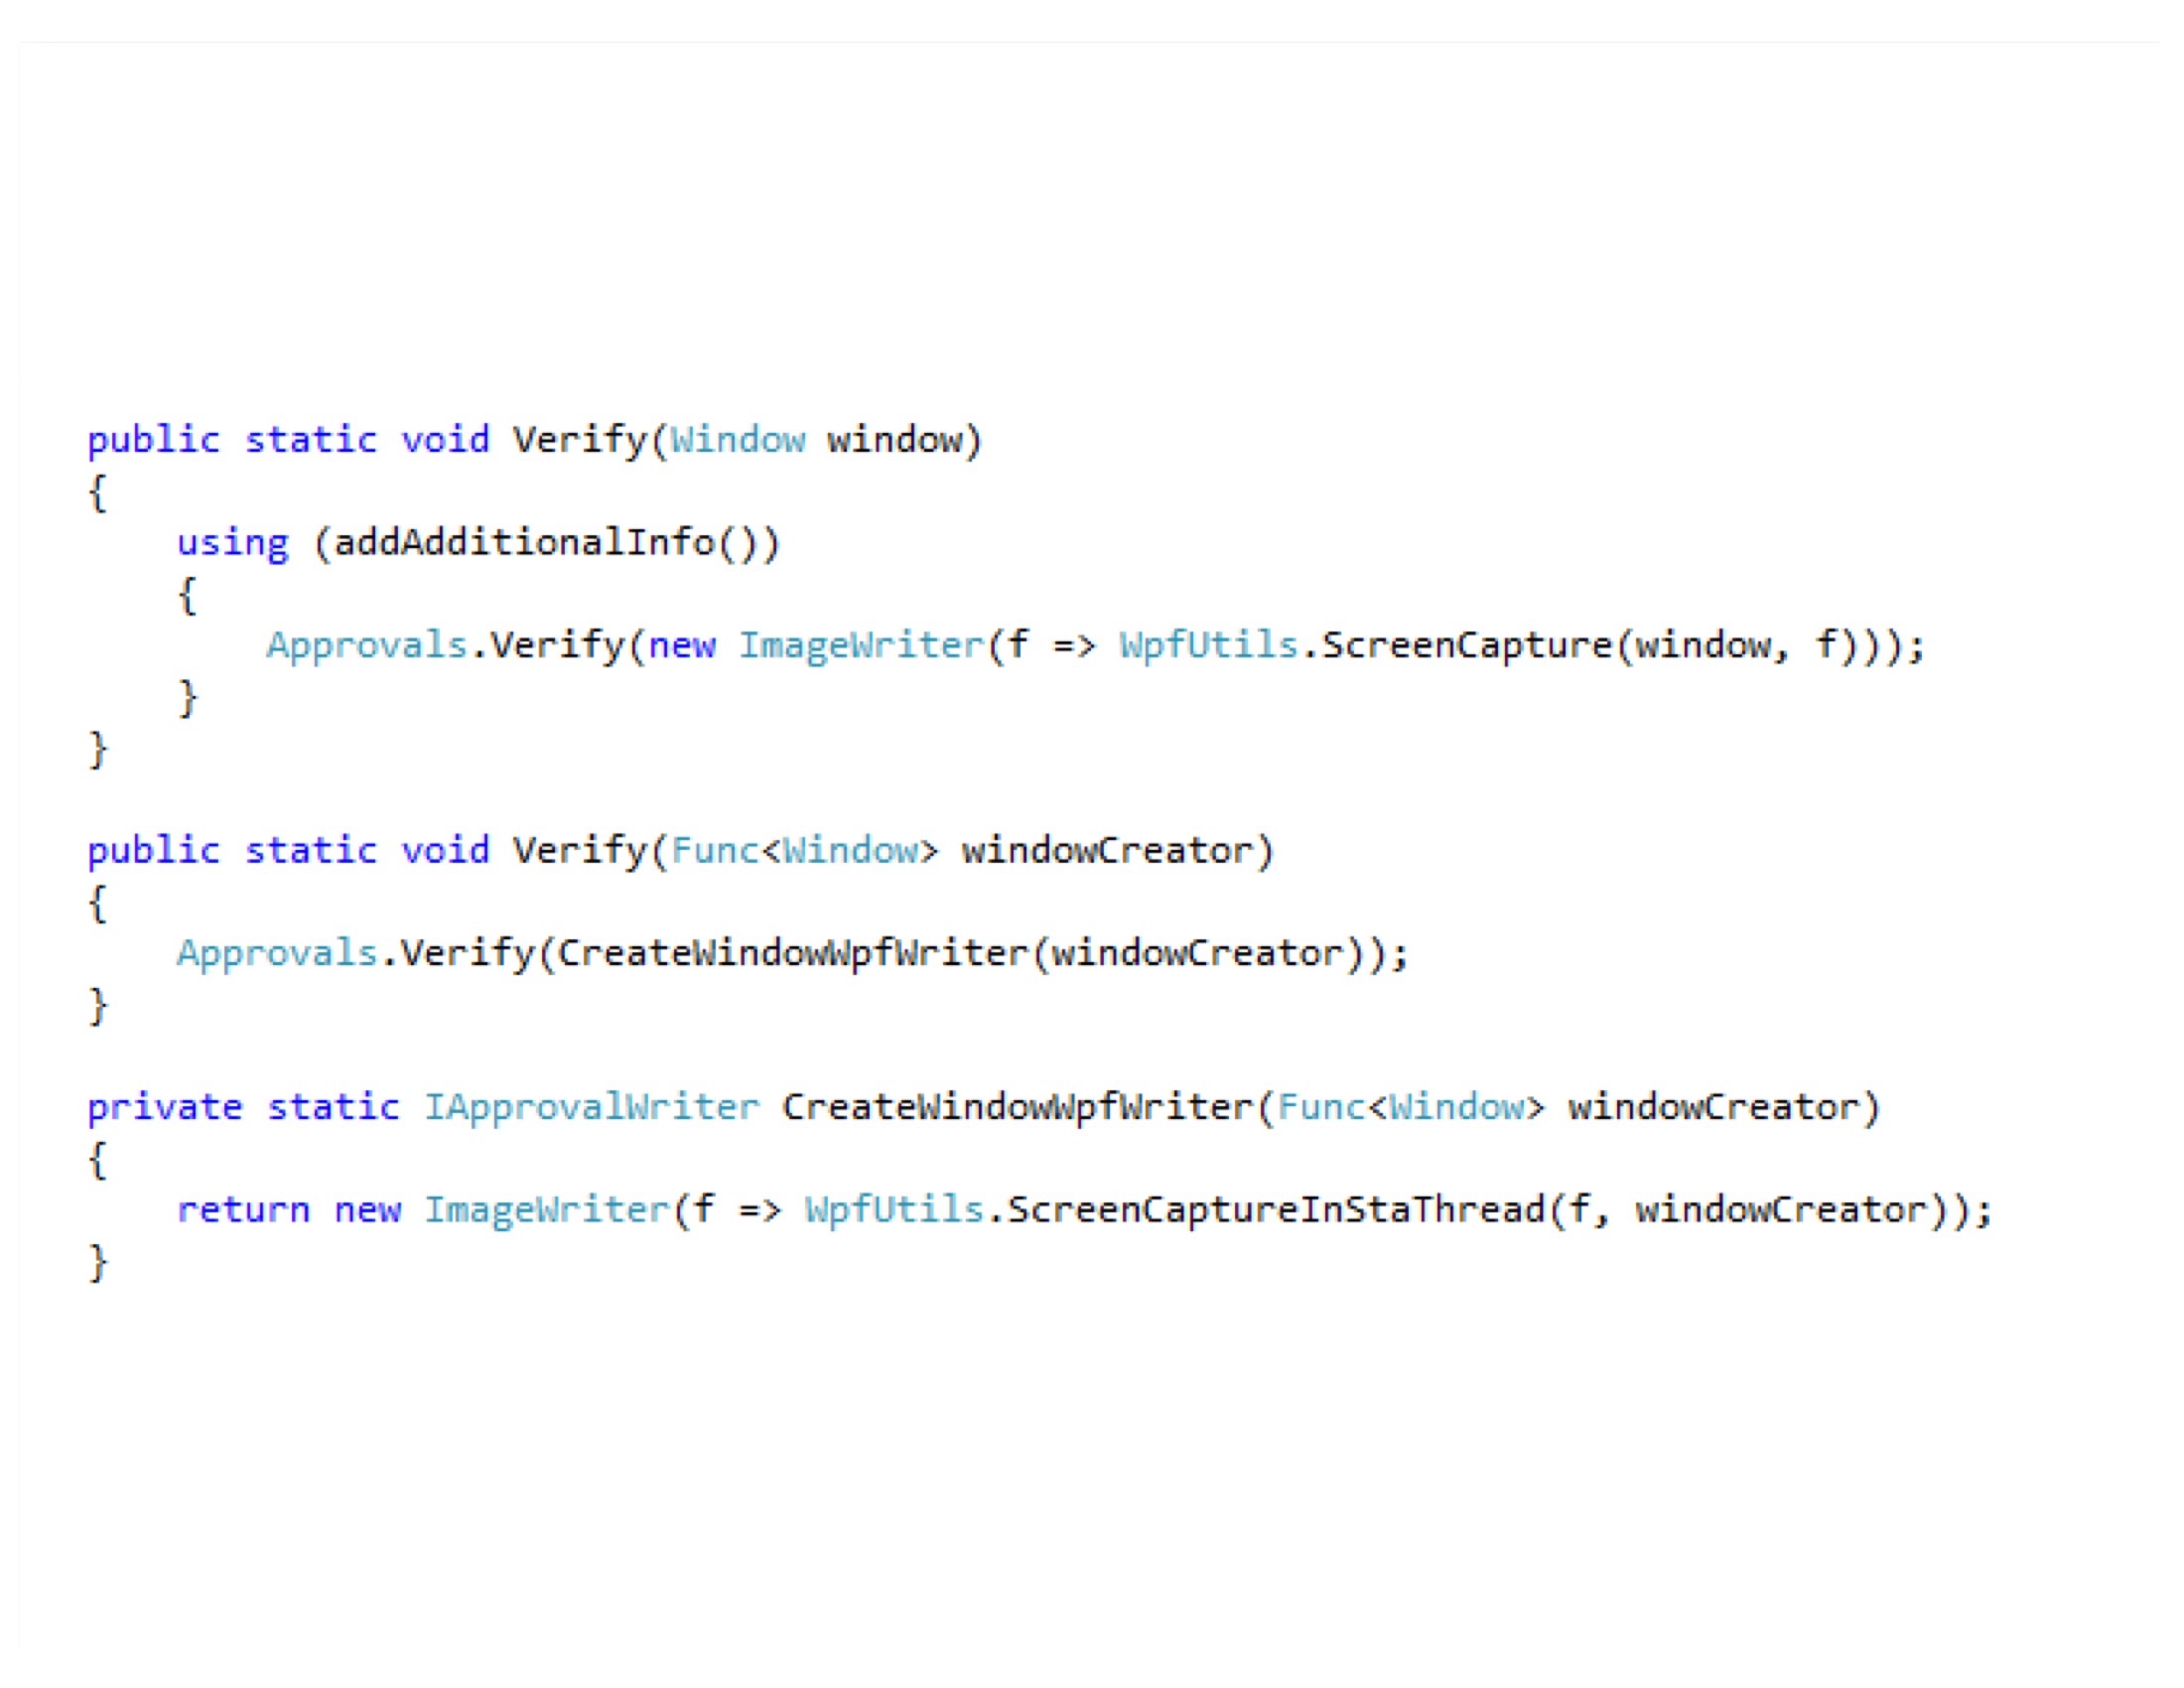 public static void Verify(Window window)
{
    using (addAdditionalInfo())
    {
        Approvals.Verify(new ImageWriter(f => WpfUtils.ScreenCapture(window, f)));
    }
}

public static void Verify(Func<Window> windowCreator)
{
    Approvals.Verify(CreateWindowWpfWriter(windowCreator));
}

private static IApprovalWriter CreateWindowWpfWriter(Func<Window> windowCreator)
{
    return new ImageWriter(f => WpfUtils.ScreenCaptureInStaThread(f, windowCreator));
}